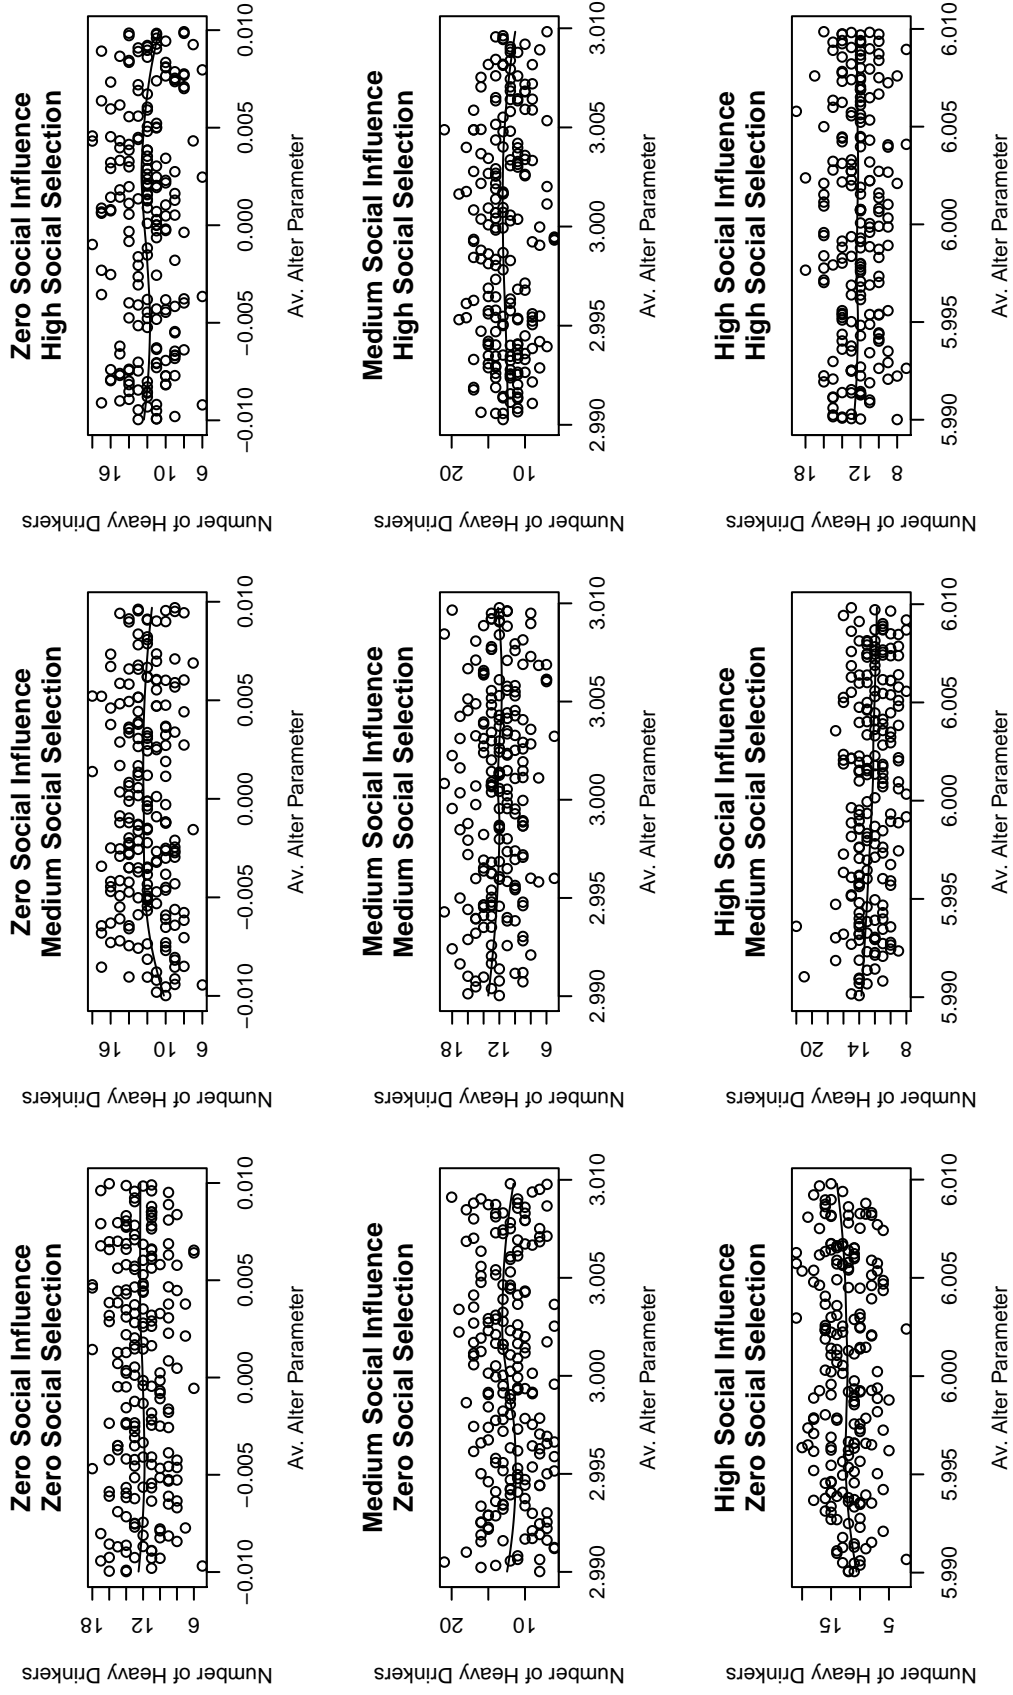 Zero Social Influence
Zero Social Selection
Number of Heavy Drinkers
18
12
6
−0.010 −0.005 0.000 0.005 0.010
Av. Alter Parameter
Zero Social Influence
Medium Social Selection
Number of Heavy Drinkers
16
10
6
−0.010 −0.005 0.000 0.005 0.010
Av. Alter Parameter
Zero Social Influence
High Social Selection
Number of Heavy Drinkers
16
10
6
−0.010 −0.005 0.000 0.005 0.010
Av. Alter Parameter
Medium Social Influence
Zero Social Selection
Number of Heavy Drinkers
20
10
2.990 2.995 3.000 3.005 3.010
Av. Alter Parameter
Medium Social Influence
Medium Social Selection
Number of Heavy Drinkers
18
12
6
2.990 2.995 3.000 3.005 3.010
Av. Alter Parameter
Medium Social Influence
High Social Selection
Number of Heavy Drinkers
20
10
2.990 2.995 3.000 3.005 3.010
Av. Alter Parameter
High Social Influence
Zero Social Selection
Number of Heavy Drinkers
15
5
5.990 5.995 6.000 6.005 6.010
Av. Alter Parameter
High Social Influence
Medium Social Selection
Number of Heavy Drinkers
20
14
8
5.990 5.995 6.000 6.005 6.010
Av. Alter Parameter
High Social Influence
High Social Selection
Number of Heavy Drinkers
18
12
8
5.990 5.995 6.000 6.005 6.010
Av. Alter Parameter